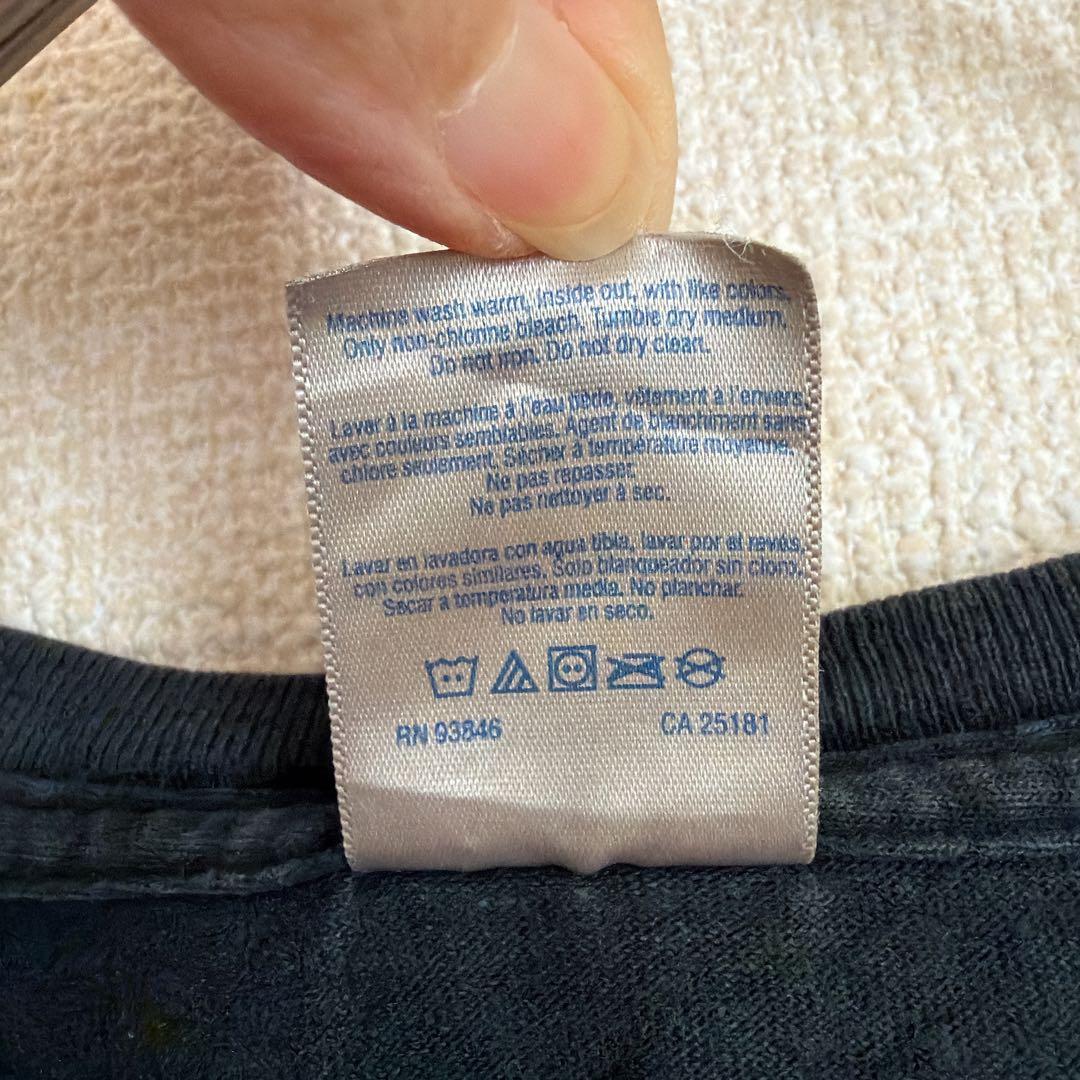 Machine wash warm, inside out, with like colors.
Only non-chlorine bleach. Tumble dry medium.
Do not iron. Do not dry clean.
Laver à la machine à l'eau tiède, vêtement à l'envers,
avec couleurs semblables. Agent de blanchiment sans
chlore seulement. Sécher à température moyenne.
Ne pas repasser.
Ne pas nettoyer à sec.
Lavar en lavadora con agua tibia, lavar por el revés,
con colores similares. Solo blanqueador sin cloro.
Secar a temperatura media. No planchar.
No lavar en seco.
RN 93846 CA 25181